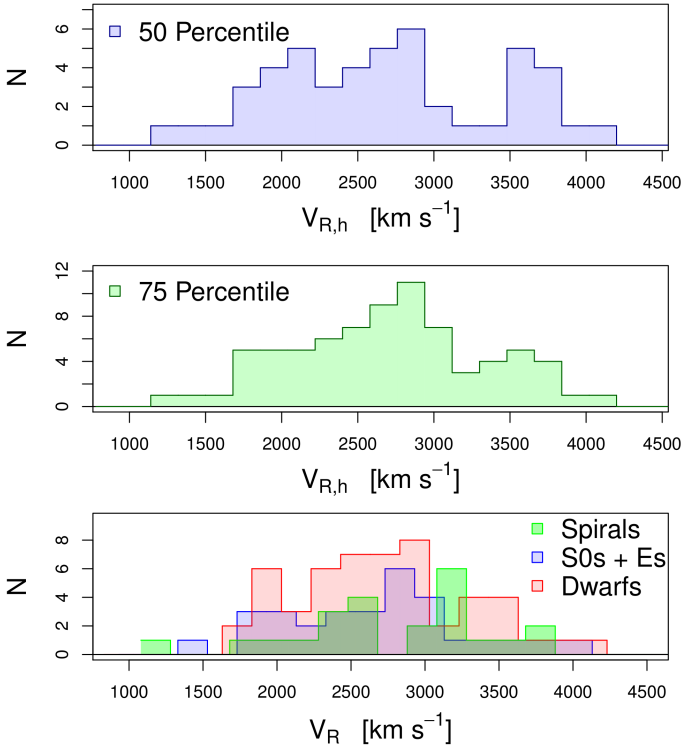 50 Percentile
N
0 2 4 6
1000 1500 2000 2500 3000 3500 4000 4500
V_{R,h} [km s^{−1}]
75 Percentile
N
0 4 8 12
1000 1500 2000 2500 3000 3500 4000 4500
V_{R,h} [km s^{−1}]
Spirals
S0s + Es
Dwarfs
N
0 2 4 6 8
1000 1500 2000 2500 3000 3500 4000 4500
V_R [km s^{−1}]